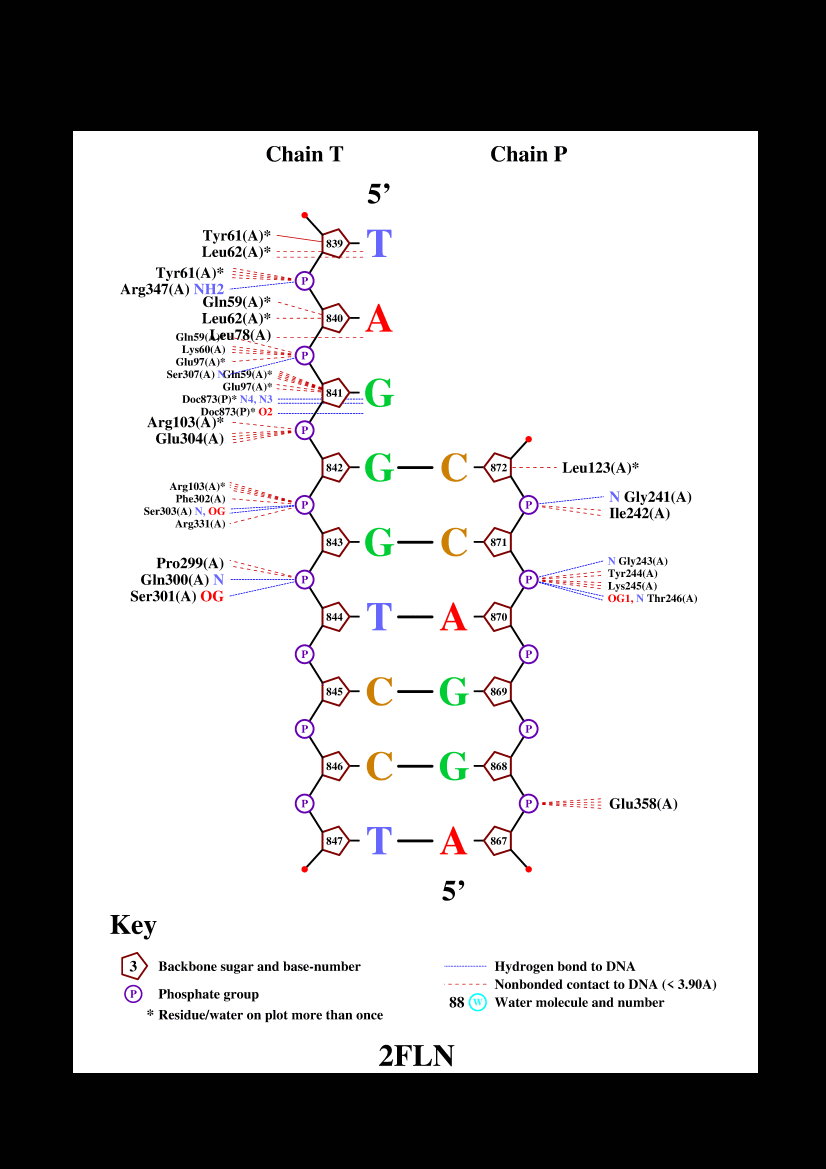 Chain T
Chain P
5’
Tyr61(A)*
839
T
Leu62(A)*
Tyr61(A)*
P
Arg347(A) NH2
Gln59(A)*
Leu62(A)*
840
A
Leu78(A)
Gln59(A)*
Lys60(A)
P
Glu97(A)*
Ser307(A) N
Gln59(A)*
Glu97(A)*
841
G
Doc873(P)* N4, N3
Doc873(P)* O2
Arg103(A)*
P
Glu304(A)
842
G
C
872
Leu123(A)*
Arg103(A)*
Phe302(A)
P
P
N Gly241(A)
Ser303(A) N, OG
Ile242(A)
Arg331(A)
843
G
C
871
Pro299(A)
N Gly243(A)
Gln300(A) N
P
P
Tyr244(A)
Lys245(A)
Ser301(A) OG
OG1, N Thr246(A)
844
T
A
870
P
P
845
C
G
869
P
P
846
C
G
868
P
P
Glu358(A)
847
T
A
867
5’
Key
3 Backbone sugar and base-number
P Phosphate group
* Residue/water on plot more than once
Hydrogen bond to DNA
Nonbonded contact to DNA (< 3.90A)
88 W Water molecule and number
2FLN